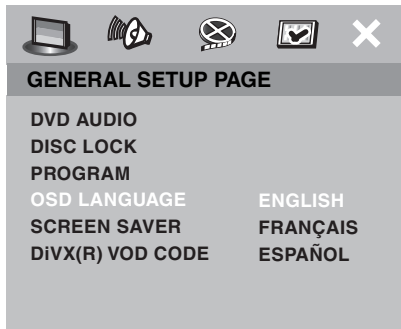 GENERAL SETUP PAGE
DVD AUDIO
DISC LOCK
PROGRAM
OSD LANGUAGE ENGLISH
SCREEN SAVER FRANÇAIS
DiVX(R) VOD CODE ESPAÑOL